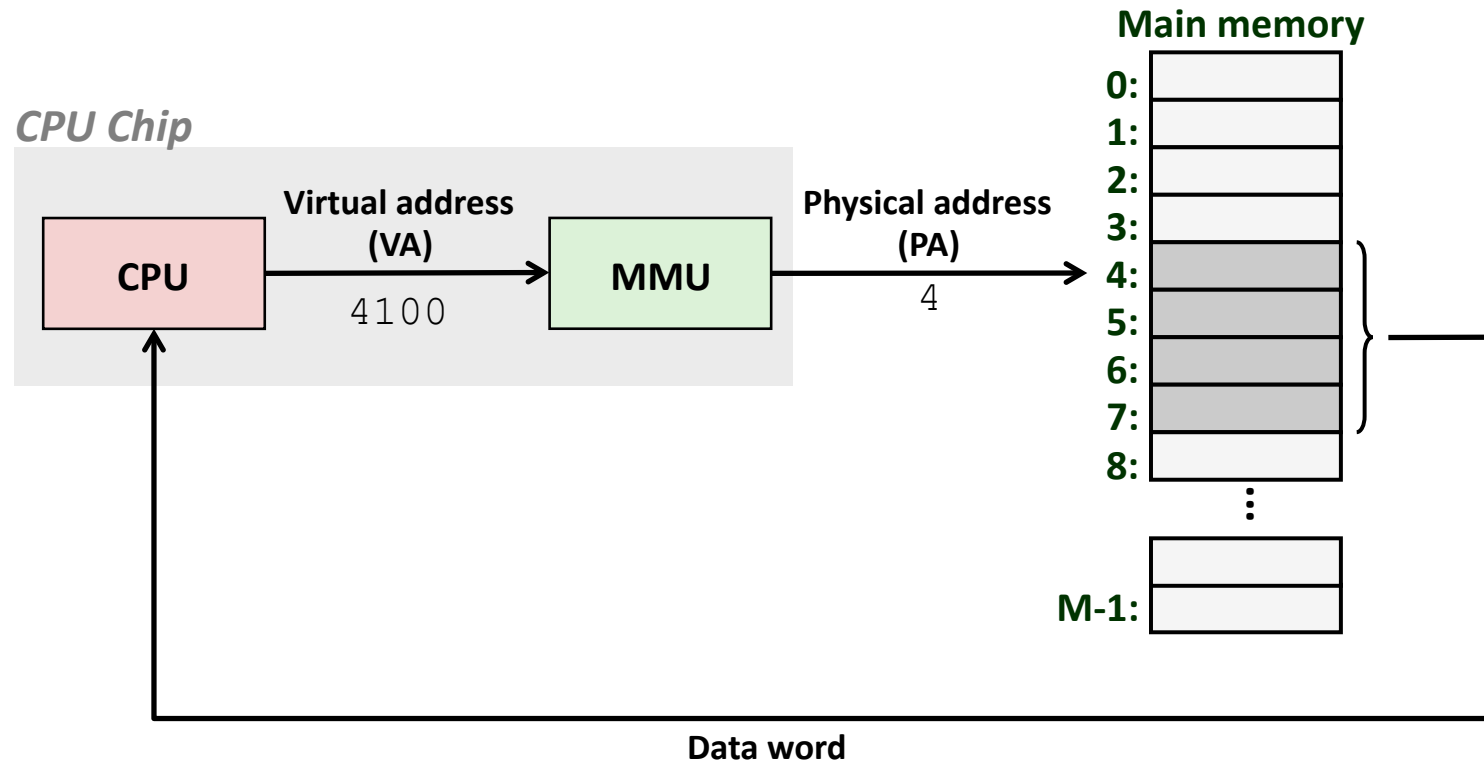 Main memory
CPU Chip
Virtual address
(VA)
Physical address
(PA)
CPU
MMU
4100
4
0:
1:
2:
3:
4:
5:
6:
7:
8:
...
M-1:
Data word